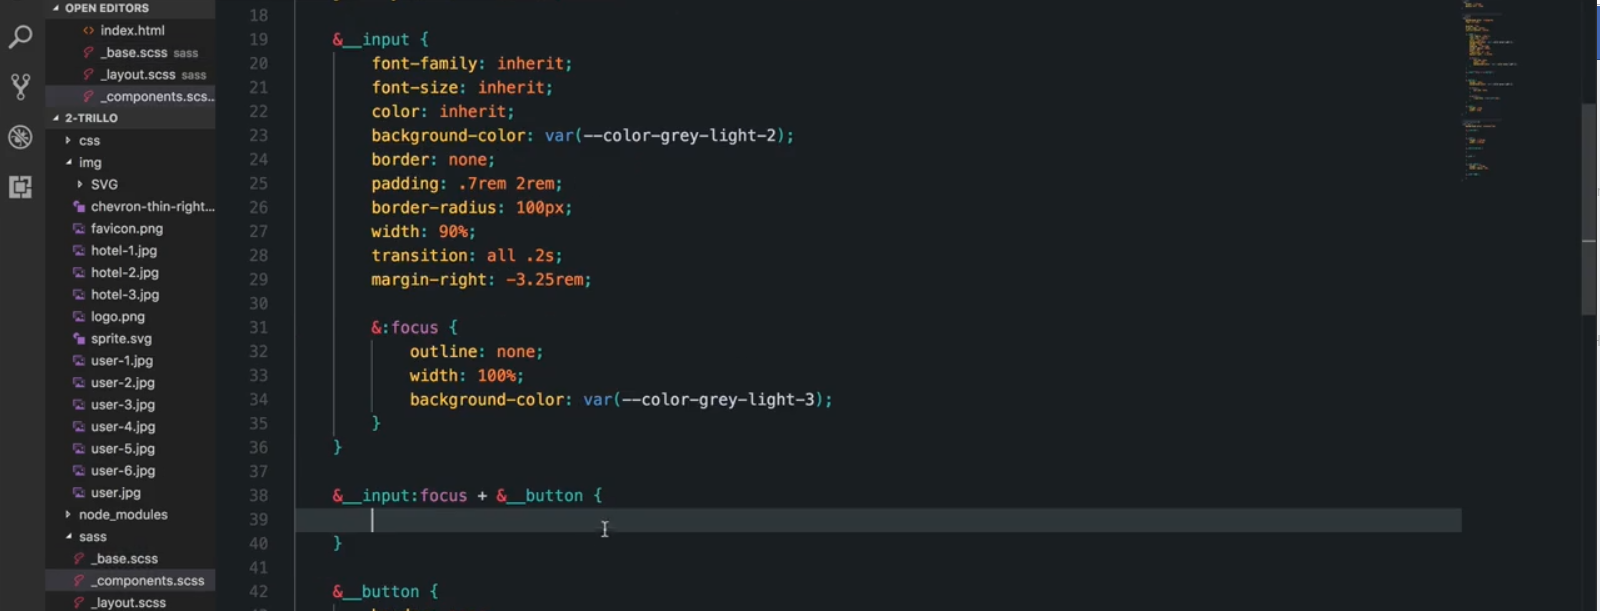 OPEN EDITORS
index.html
_base.scss sass
_layout.scss sass
_components.scs...
2-TRILLO
css
img
SVG
chevron-thin-right...
favicon.png
hotel-1.jpg
hotel-2.jpg
hotel-3.jpg
logo.png
sprite.svg
user-1.jpg
user-2.jpg
user-3.jpg
user-4.jpg
user-5.jpg
user-6.jpg
user.jpg
node_modules
sass
_base.scss
_components.scss
_layout.scss
18
19 &__input {
20 font-family: inherit;
21 font-size: inherit;
22 color: inherit;
23 background-color: var(--color-grey-light-2);
24 border: none;
25 padding: .7rem 2rem;
26 border-radius: 100px;
27 width: 90%;
28 transition: all .2s;
29 margin-right: -3.25rem;
30
31 &:focus {
32 outline: none;
33 width: 100%;
34 background-color: var(--color-grey-light-3);
35 }
36 }
37
38 &__input:focus + &__button {
39
40 }
41
42 &__button {